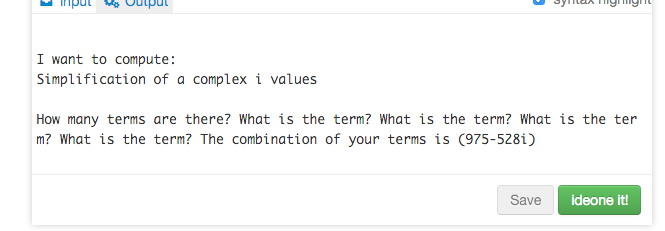 Input Output syntax highlight
I want to compute:
Simplification of a complex i values
How many terms are there? What is the term? What is the term? What is the ter
m? What is the term? The combination of your terms is (975-528i)
Save ideone it!